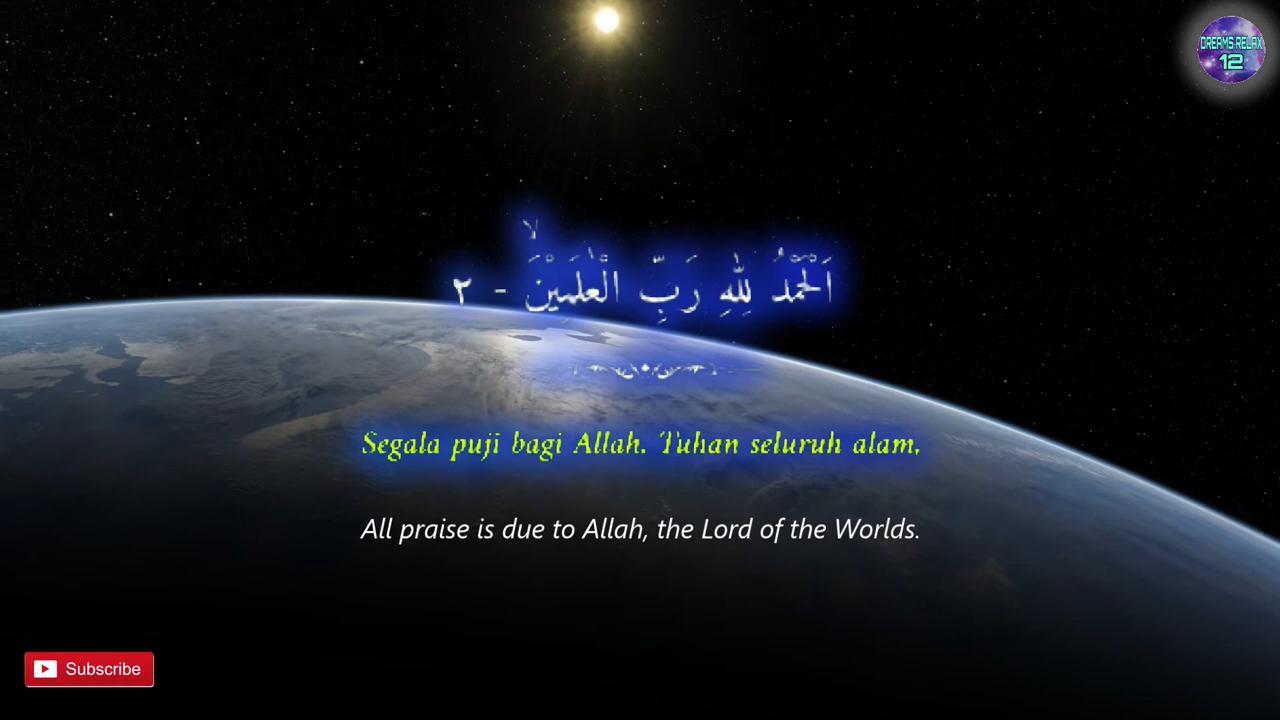 DREAMS RELAX
12
اَلْحَمْدُ لِلّٰهِ رَبِّ الْعٰلَمِيْنَۙ - ٢
Segala puji bagi Allah. Tuhan seluruh alam,
All praise is due to Allah, the Lord of the Worlds.
Subscribe